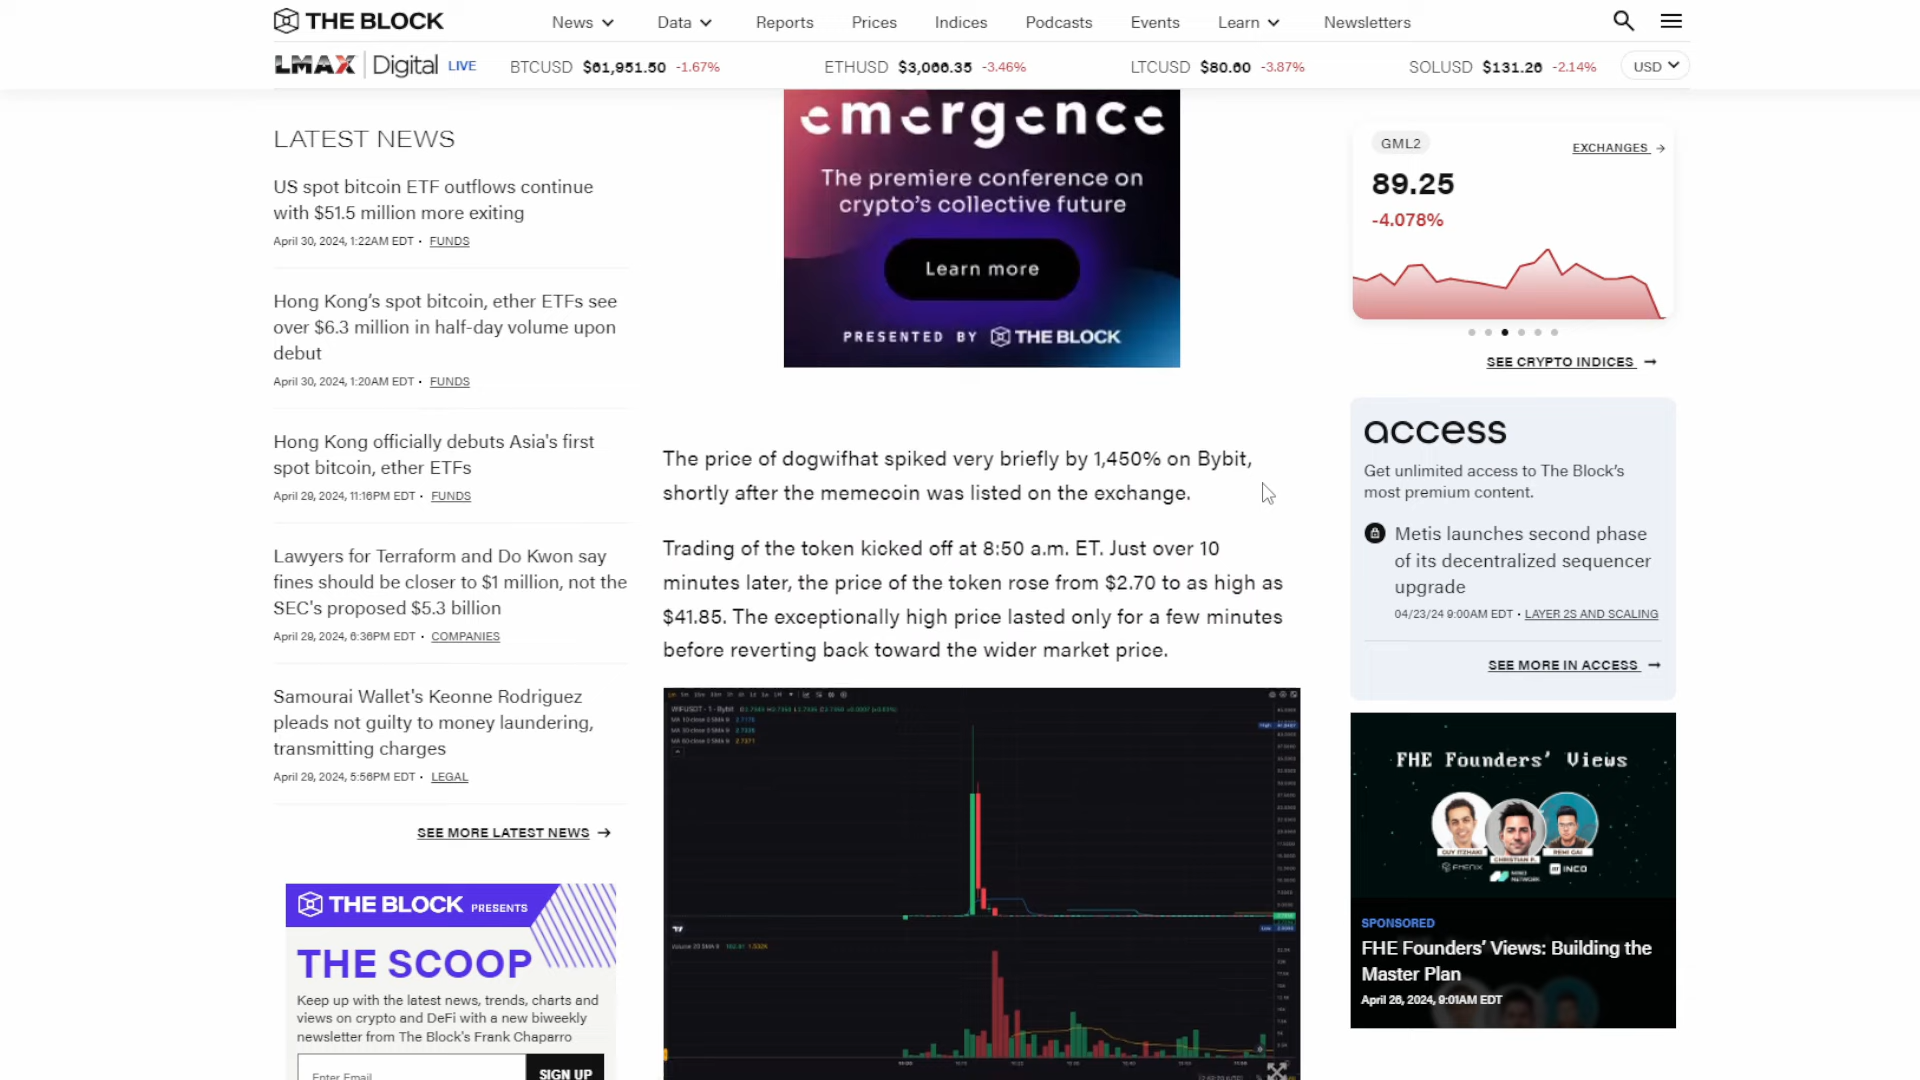 THE BLOCK
News
Data
Reports
Prices
Indices
Podcasts
Events
Learn
Newsletters
LMAX Digital LIVE
BTCUSD $61,951.50 -1.67%
ETHUSD $3,066.35 -3.46%
LTCUSD $80.60 -3.87%
SOLUSD $131.26 -2.14%
USD
LATEST NEWS
US spot bitcoin ETF outflows continue
with $51.5 million more exiting
April 30, 2024, 1:22AM EDT • FUNDS
Hong Kong’s spot bitcoin, ether ETFs see
over $6.3 million in half-day volume upon
debut
April 30, 2024, 1:20AM EDT • FUNDS
Hong Kong officially debuts Asia's first
spot bitcoin, ether ETFs
April 29, 2024, 11:16PM EDT • FUNDS
Lawyers for Terraform and Do Kwon say
fines should be closer to $1 million, not the
SEC's proposed $5.3 billion
April 29, 2024, 6:36PM EDT • COMPANIES
Samourai Wallet's Keonne Rodriguez
pleads not guilty to money laundering,
transmitting charges
April 29, 2024, 5:56PM EDT • LEGAL
SEE MORE LATEST NEWS
THE BLOCK PRESENTS
THE SCOOP
Keep up with the latest news, trends, charts and
views on crypto and DeFi with a new biweekly
newsletter from The Block's Frank Chaparro
Enter Email
SIGN UP
emergence
The premiere conference on
crypto’s collective future
Learn more
PRESENTED BY THE BLOCK
The price of dogwifhat spiked very briefly by 1,450% on Bybit,
shortly after the memecoin was listed on the exchange.
Trading of the token kicked off at 8:50 a.m. ET. Just over 10
minutes later, the price of the token rose from $2.70 to as high as
$41.85. The exceptionally high price lasted only for a few minutes
before reverting back toward the wider market price.
WIFUSDT · 1 · Bybit
GML2
EXCHANGES
89.25
-4.078%
SEE CRYPTO INDICES
access
Get unlimited access to The Block’s
most premium content.
Metis launches second phase
of its decentralized sequencer
upgrade
04/23/24 9:00AM EDT • LAYER 2S AND SCALING
SEE MORE IN ACCESS
FHE Founders’ Views
GUY ITZHAKI
CHRISTIAN P.
REMI GAI
FHENIX
MIND NETWORK
INCO
SPONSORED
FHE Founders’ Views: Building the
Master Plan
April 26, 2024, 9:01AM EDT